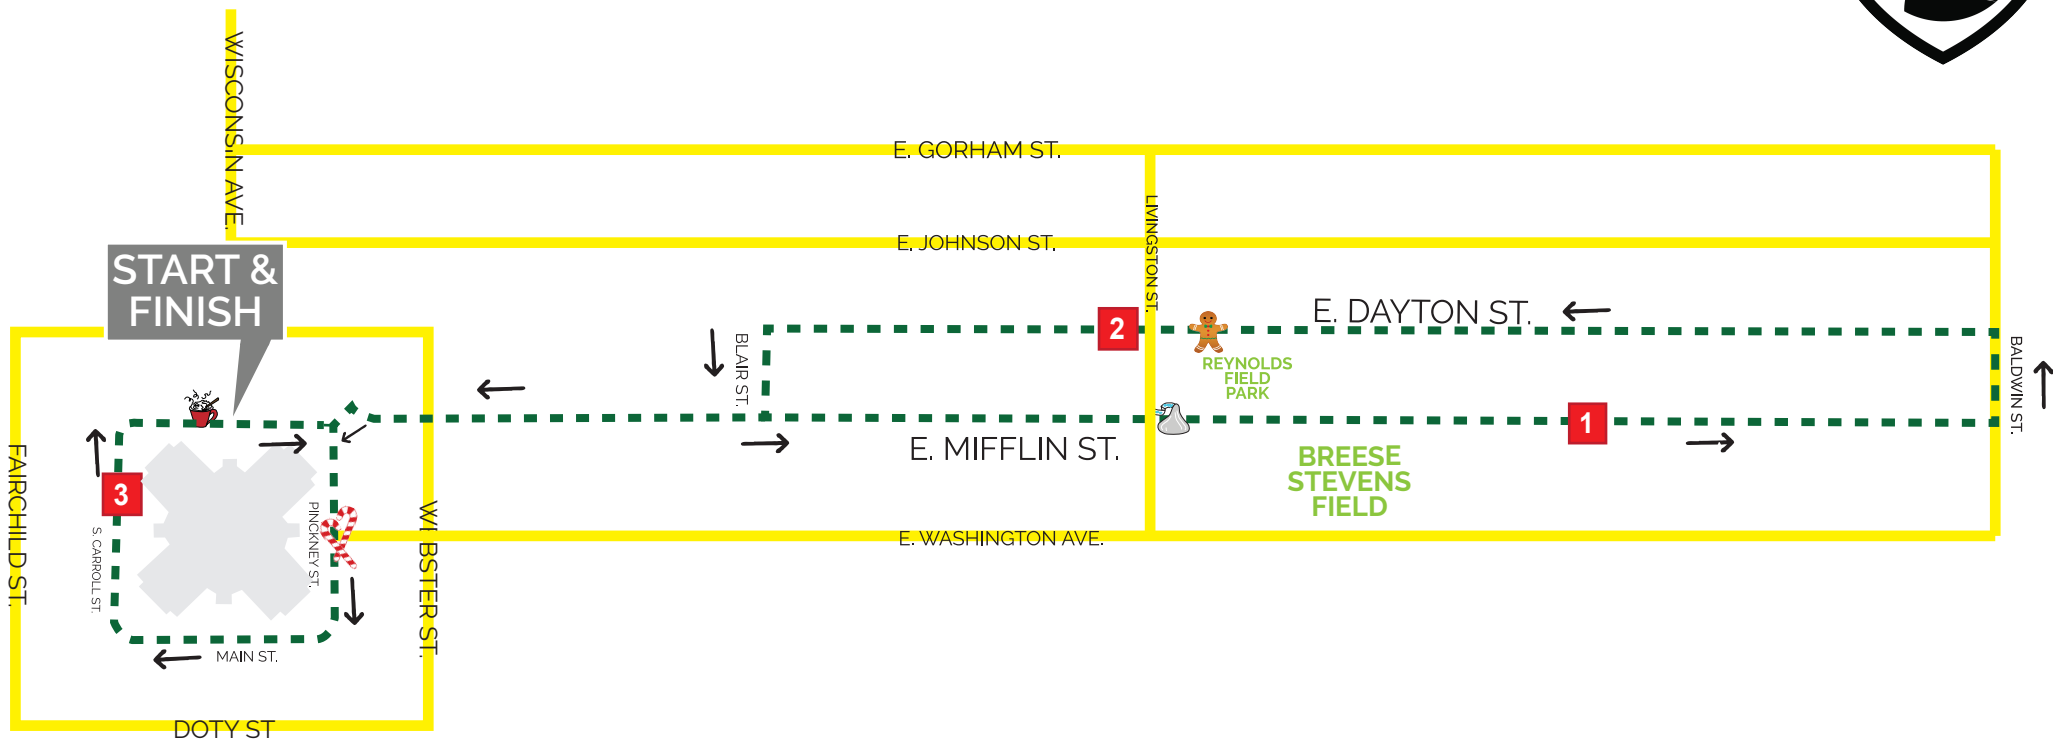 WISCONSIN AVE.
E. GORHAM ST.
LIVINGSTON ST.
E. JOHNSON ST.
START &
FINISH
E. DAYTON ST.
2
BLAIR ST.
REYNOLDS
FIELD
PARK
BALDWIN ST.
1
E. MIFFLIN ST.
BREESE
STEVENS
FIELD
FAIRCHILD ST.
3
S. CARROLL ST.
PINCKNEY ST.
WEBSTER ST.
E. WASHINGTON AVE.
MAIN ST.
DOTY ST